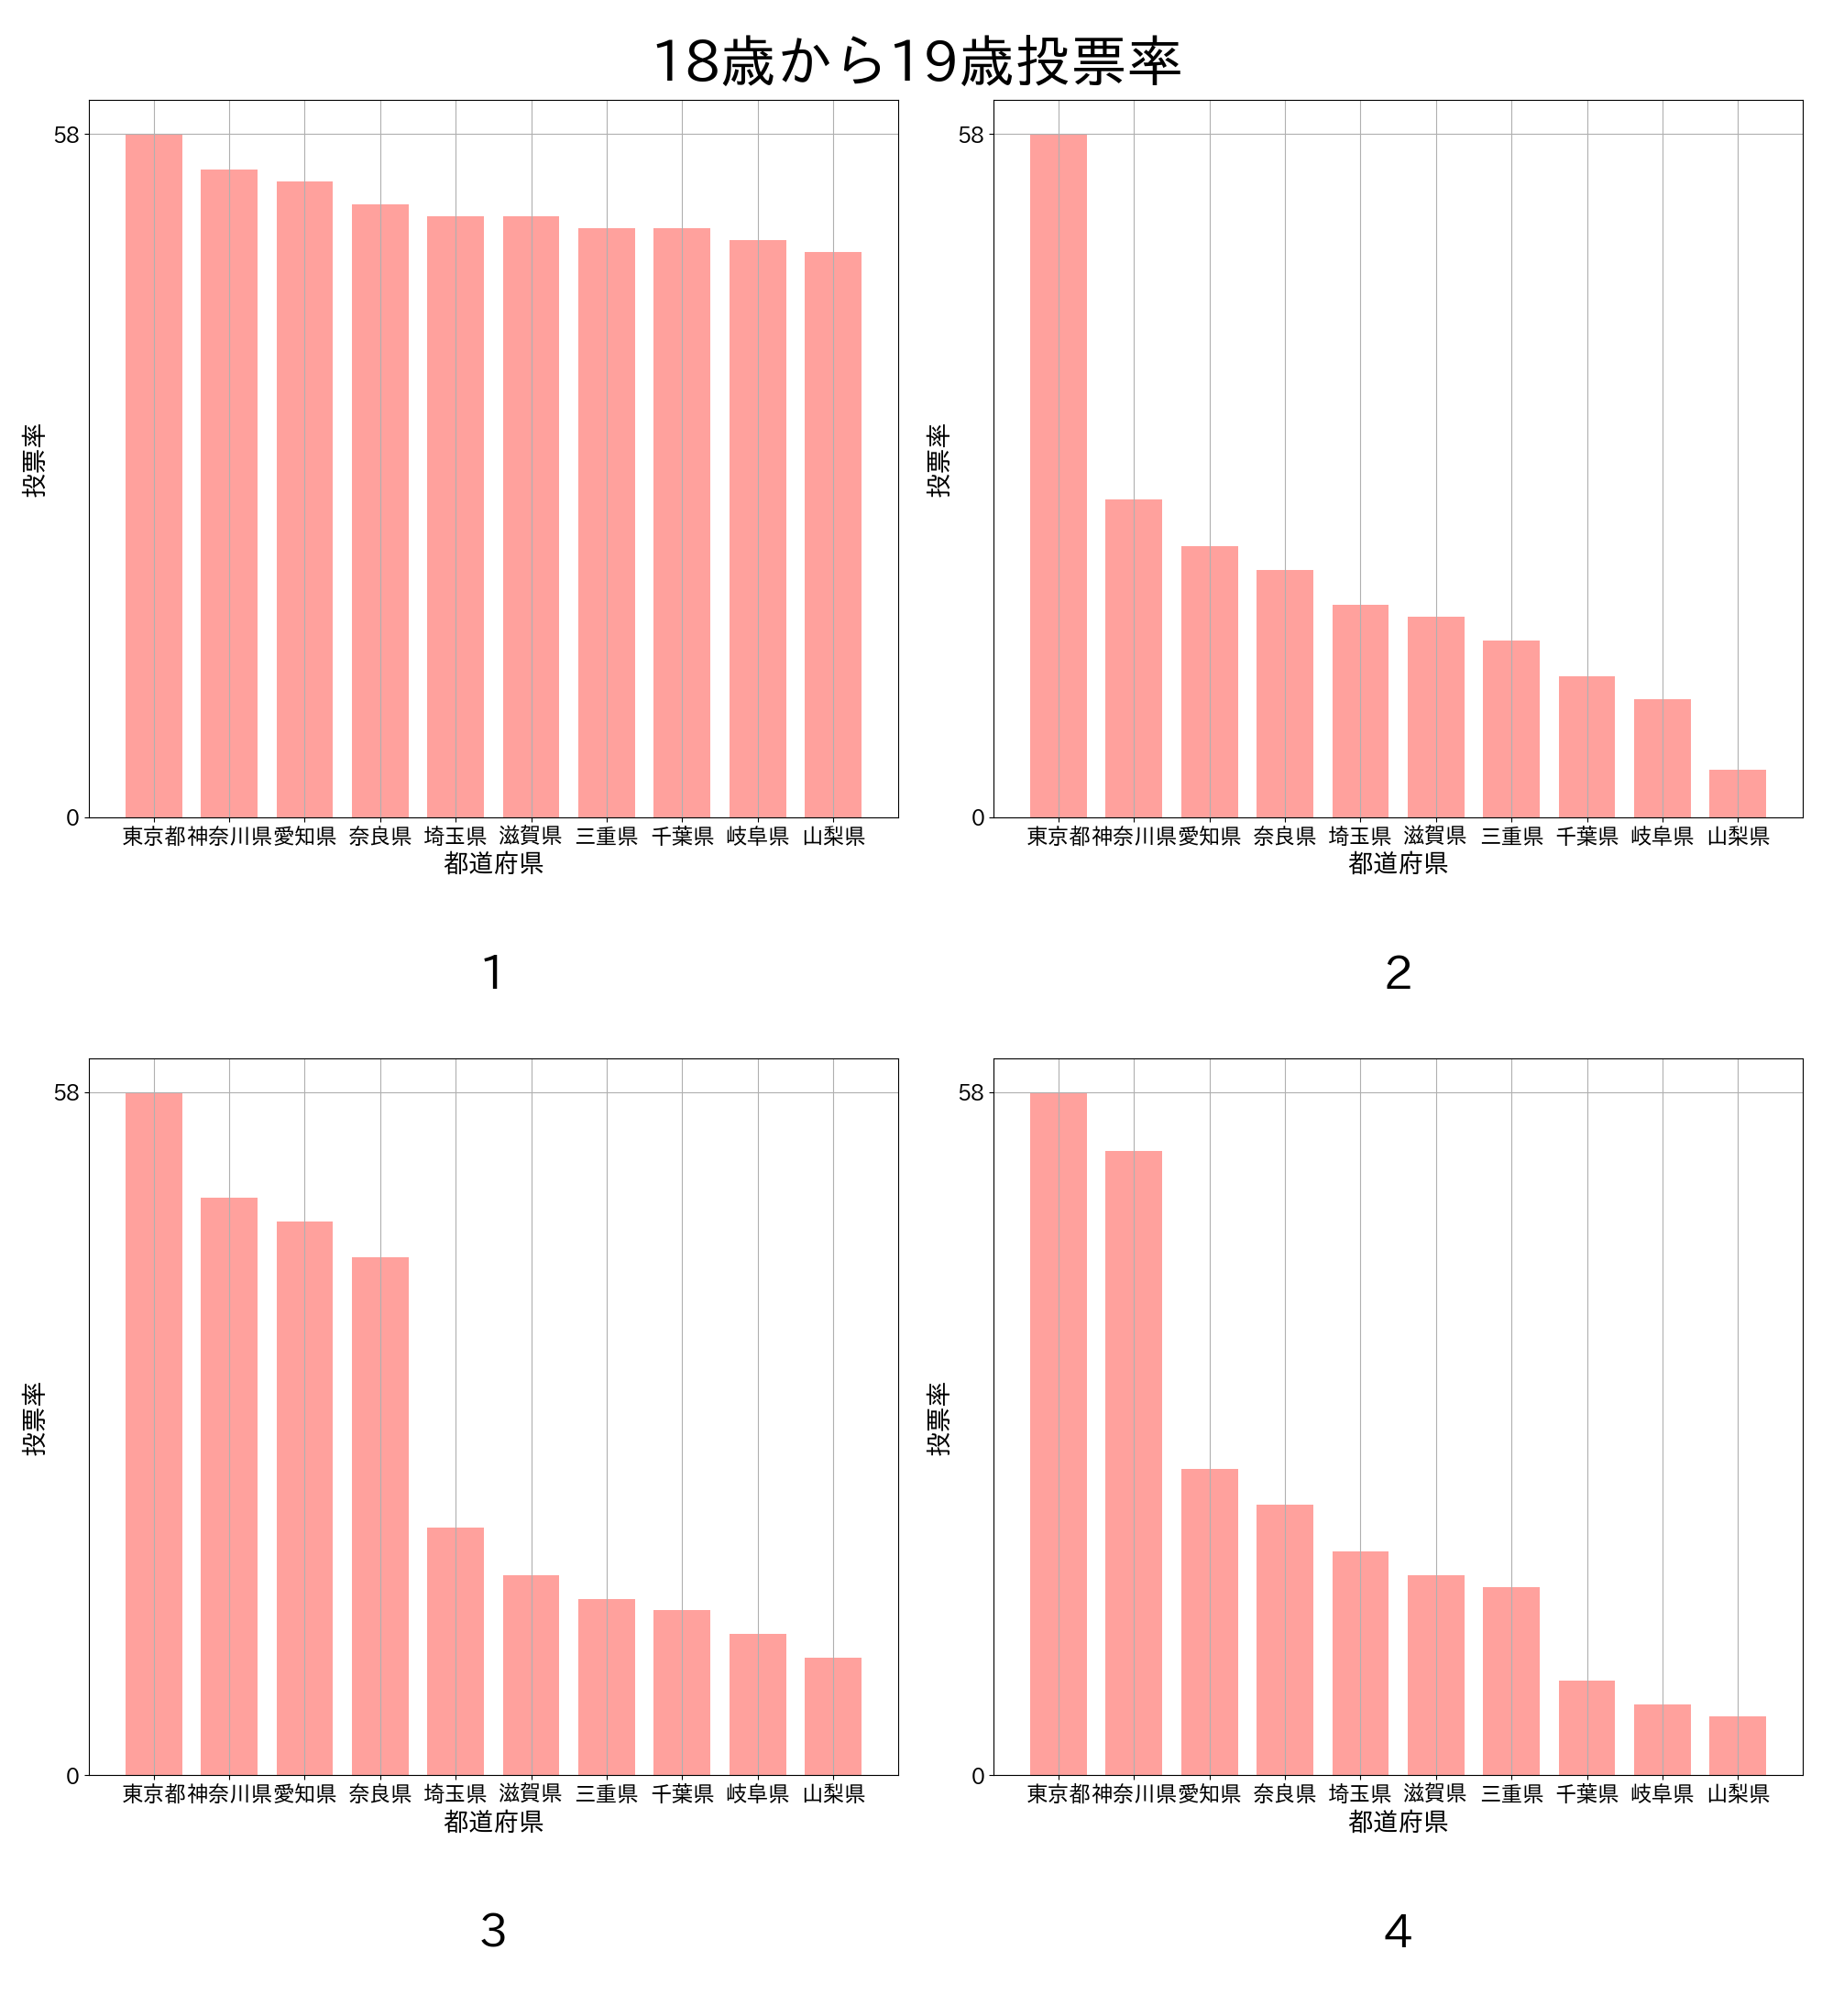 18歳から19歳投票率
58
0
投票率
東京都 神奈川県 愛知県 奈良県 埼玉県 滋賀県 三重県 千葉県 岐阜県 山梨県
都道府県
1
58
0
投票率
東京都 神奈川県 愛知県 奈良県 埼玉県 滋賀県 三重県 千葉県 岐阜県 山梨県
都道府県
2
58
0
投票率
東京都 神奈川県 愛知県 奈良県 埼玉県 滋賀県 三重県 千葉県 岐阜県 山梨県
都道府県
3
58
0
投票率
東京都 神奈川県 愛知県 奈良県 埼玉県 滋賀県 三重県 千葉県 岐阜県 山梨県
都道府県
4